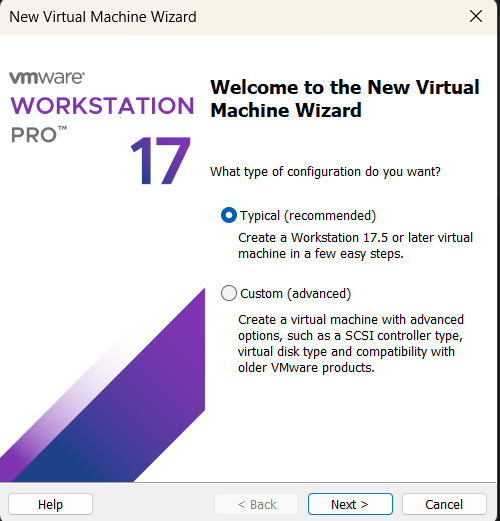 New Virtual Machine Wizard
vmware®
WORKSTATION
PRO™
17
Welcome to the New Virtual
Machine Wizard
What type of configuration do you want?
Typical (recommended)
Create a Workstation 17.5 or later virtual
machine in a few easy steps.
Custom (advanced)
Create a virtual machine with advanced
options, such as a SCSI controller type,
virtual disk type and compatibility with
older VMware products.
Help
< Back
Next >
Cancel